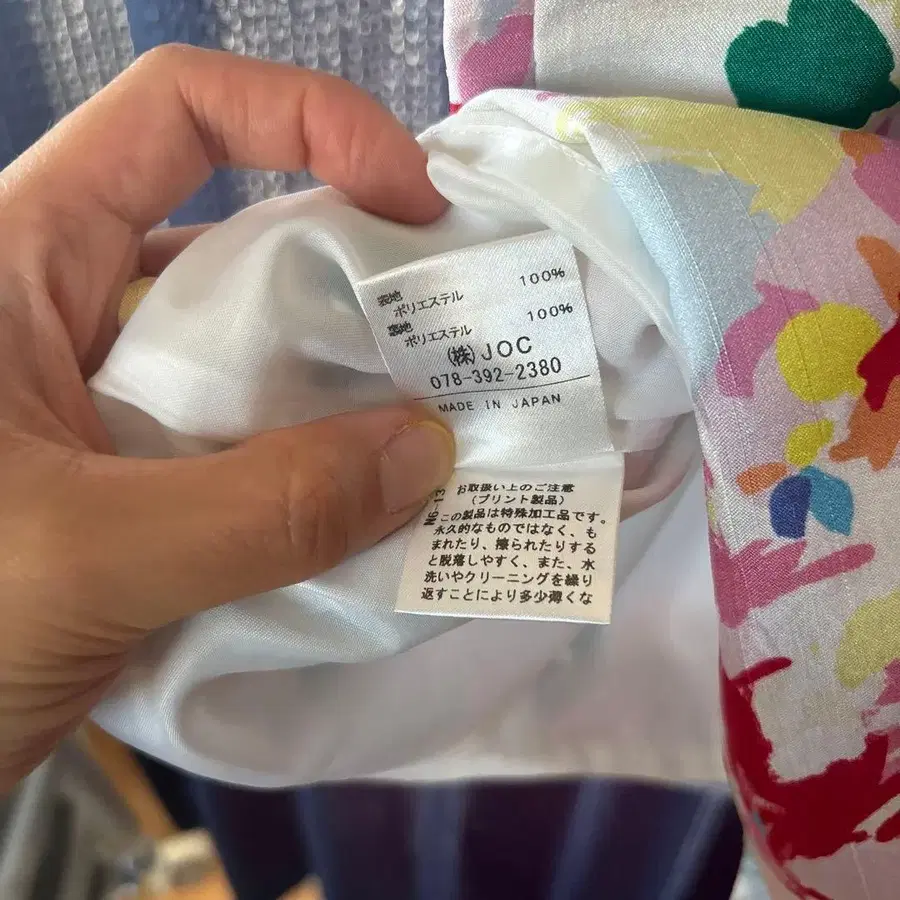 表地
ポリエステル 100%
裏地
ポリエステル 100%
(株)JOC
078-392-2380
MADE IN JAPAN
お取扱い上のご注意
(プリント製品)
この製品は特殊加工品です。
永久的なものではなく、も
まれたり、擦られたりする
と脱落しやすく、また、水
洗いやクリーニングを繰り
返すことにより多少薄くな
N6-13